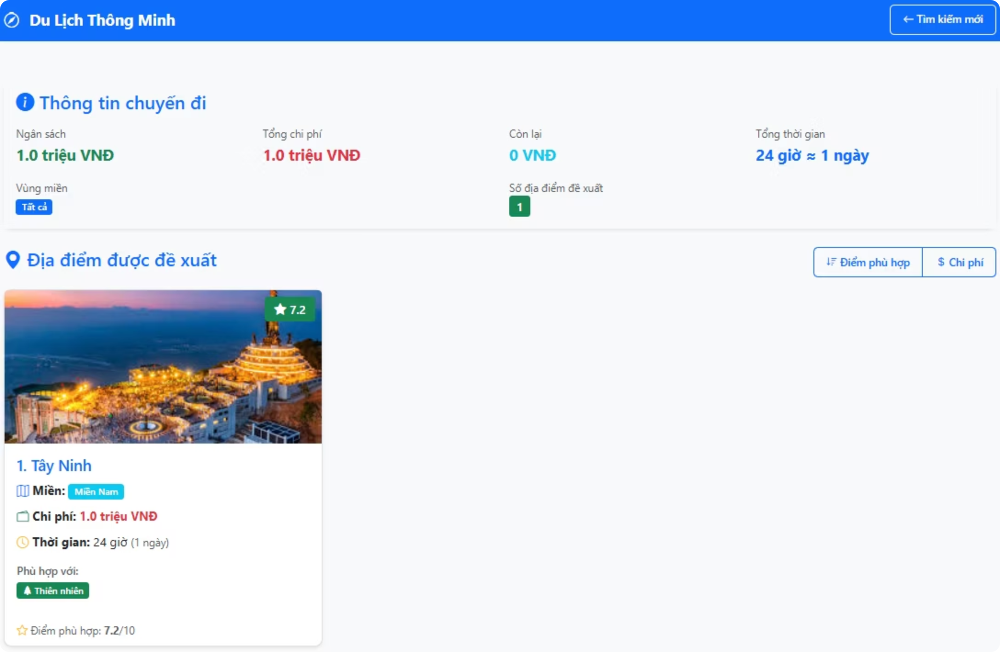 Du Lịch Thông Minh
← Tìm kiếm mới
Thông tin chuyến đi
Ngân sách
1.0 triệu VNĐ
Tổng chi phí
1.0 triệu VNĐ
Còn lại
0 VNĐ
Tổng thời gian
24 giờ ≈ 1 ngày
Vùng miền
Tất cả
Số địa điểm đề xuất
1
Địa điểm được đề xuất
Điểm phù hợp
$ Chi phí
7.2
1. Tây Ninh
Miền: Miền Nam
Chi phí: 1.0 triệu VNĐ
Thời gian: 24 giờ (1 ngày)
Phù hợp với:
Thiên nhiên
Điểm phù hợp: 7.2/10